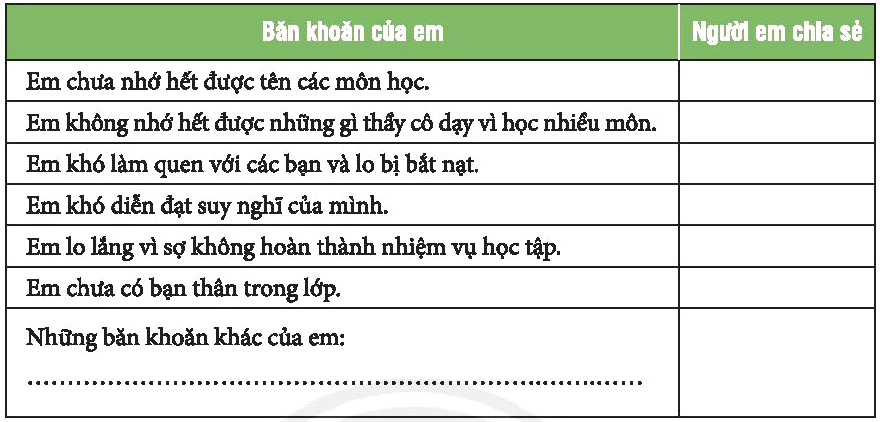 Băn khoăn của em Người em chia sẻ
Em chưa nhớ hết được tên các môn học.
Em không nhớ hết được những gì thầy cô dạy vì học nhiều môn.
Em khó làm quen với các bạn và lo bị bắt nạt.
Em khó diễn đạt suy nghĩ của mình.
Em lo lắng vì sợ không hoàn thành nhiệm vụ học tập.
Em chưa có bạn thân trong lớp.
Những băn khoăn khác của em:
................................................................................